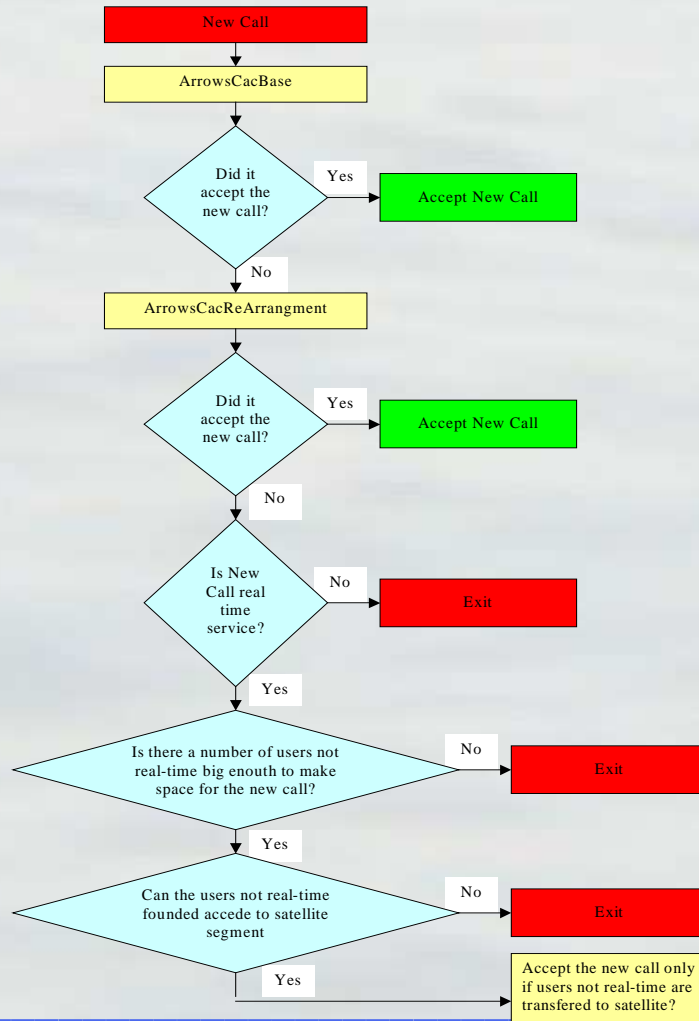 New Call
ArrowsCacBase
Did it
accept the
new call?
Yes
Accept New Call
No
ArrowsCacReArrangment
Did it
accept the
new call?
Yes
Accept New Call
No
Is New
Call real
time
service?
No
Exit
Yes
Is there a number of users not
real-time big enouth to make
space for the new call?
No
Exit
Yes
Can the users not real-time
founded accede to satellite
segment
No
Exit
Yes
Accept the new call only
if users not real-time are
transfered to satellite?